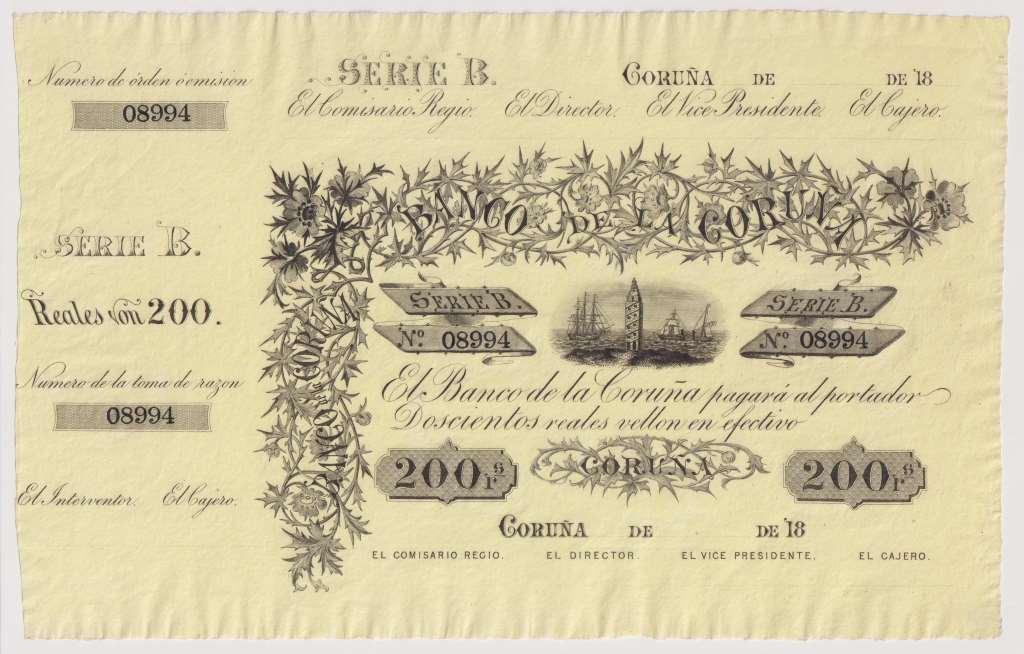 Numero de órden ó emision
08994
SERIE B.
Reales von 200.
Numero de la toma de razon
08994
El Interventor. El Cajero.
SERIE B. CORUÑA DE DE 18
El Comisario Regio. El Director. El Vice Presidente. El Cajero.
BANCO DE LA CORUÑA
BANCO DE LA CORUÑA
SERIE B. SERIE B.
Nº 08994 Nº 08994
El Banco de la Coruña pagará al portador
Doscientos reales vellon en efectivo
200 rs CORUÑA 200 rs
CORUÑA DE DE 18
EL COMISARIO REGIO. EL DIRECTOR. EL VICE PRESIDENTE. EL CAJERO.